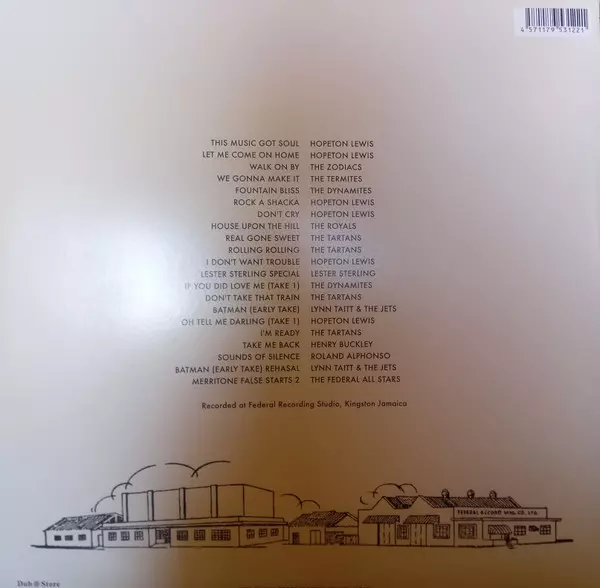 4 571179 531221
THIS MUSIC GOT SOUL HOPETON LEWIS
LET ME COME ON HOME HOPETON LEWIS
WALK ON BY THE ZODIACS
WE GONNA MAKE IT THE TERMITES
FOUNTAIN BLISS THE DYNAMITES
ROCK A SHACKA HOPETON LEWIS
DON'T CRY HOPETON LEWIS
HOUSE UPON THE HILL THE ROYALS
REAL GONE SWEET THE TARTANS
ROLLING ROLLING THE TARTANS
I DON'T WANT TROUBLE HOPETON LEWIS
LESTER STERLING SPECIAL LESTER STERLING
IF YOU DID LOVE ME (TAKE 1) THE DYNAMITES
DON'T TAKE THAT TRAIN THE TARTANS
BATMAN (EARLY TAKE) LYNN TAITT & THE JETS
OH TELL ME DARLING (TAKE 1) HOPETON LEWIS
I'M READY THE TARTANS
TAKE ME BACK HENRY BUCKLEY
SOUNDS OF SILENCE ROLAND ALPHONSO
BATMAN (EARLY TAKE) REHASAL LYNN TAITT & THE JETS
MERRITONE FALSE STARTS 2 THE FEDERAL ALL STARS
Recorded at Federal Recording Studio, Kingston Jamaica
FEDERAL RECORD MFG. CO. LTD.
Dub Store